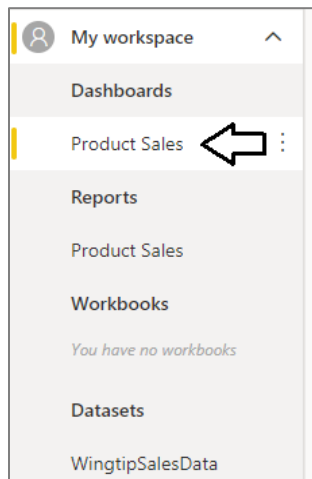 My workspace
Dashboards
Product Sales
Reports
Product Sales
Workbooks
You have no workbooks
Datasets
WingtipSalesData